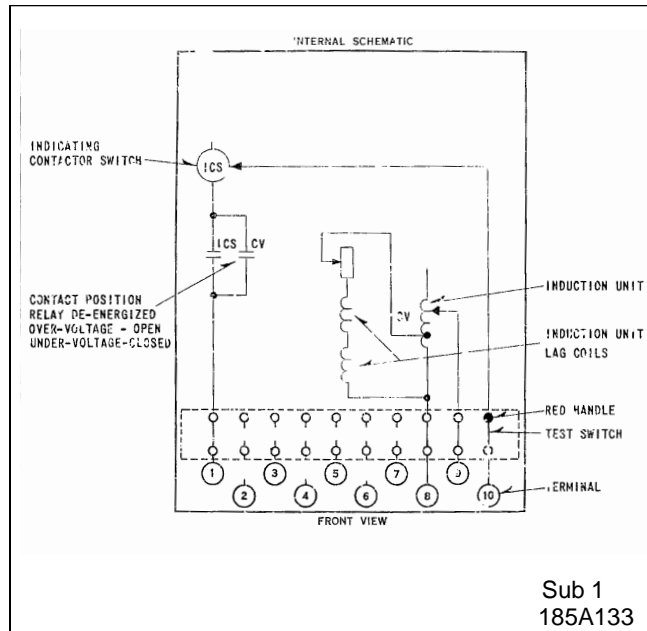 INTERNAL SCHEMATIC
INDICATING
CONTACTOR SWITCH
ICS
ICS CV
CONTACT POSITION
RELAY DE-ENERGIZED
OVER-VOLTAGE - OPEN
UNDER-VOLTAGE-CLOSED
CV
INDUCTION UNIT
INDUCTION UNIT
LAG COILS
RED HANDLE
TEST SWITCH
1 3 5 7 9
2 4 6 8 10
TERMINAL
FRONT VIEW
Sub 1
185A133